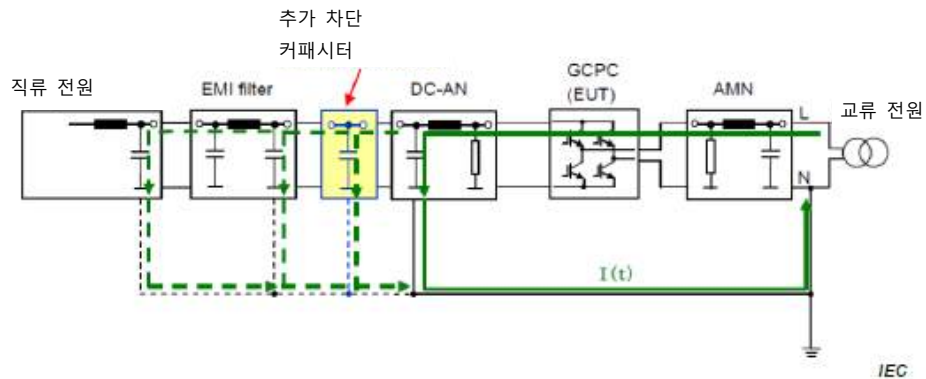 추가 차단
커패시터
직류 전원
EMI filter
DC-AN
GCPC
(EUT)
AMN
L
교류 전원
N
I(t)
IEC